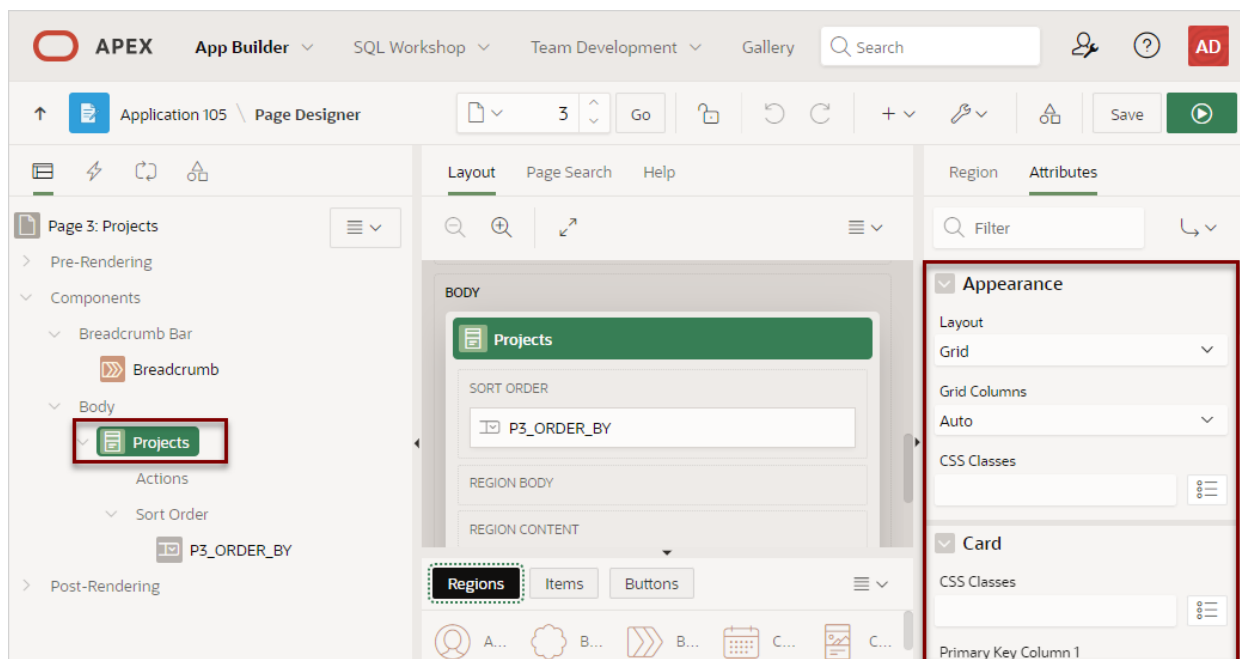 APEX App Builder SQL Workshop Team Development Gallery Search AD
Application 105 \ Page Designer 3 Go Save
Layout Page Search Help
Region Attributes
Page 3: Projects
Filter
Pre-Rendering
Components
Breadcrumb Bar
Breadcrumb
Body
Projects
Actions
Sort Order
P3_ORDER_BY
Post-Rendering
BODY
Projects
SORT ORDER
P3_ORDER_BY
REGION BODY
REGION CONTENT
Regions Items Buttons
A... B... B... C... C...
Appearance
Layout
Grid
Grid Columns
Auto
CSS Classes
Card
CSS Classes
Primary Key Column 1